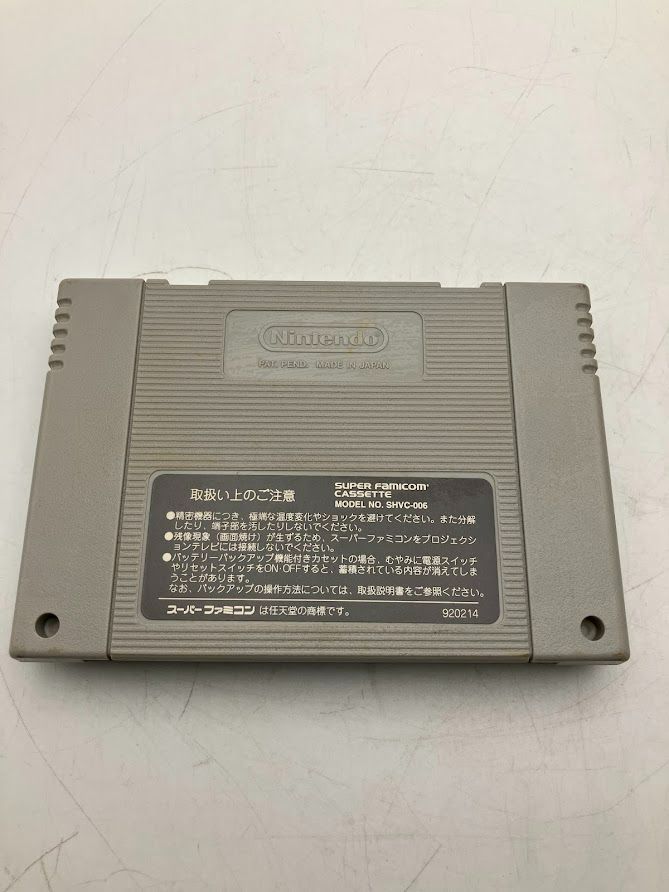 Nintendo
PAT. PEND. MADE IN JAPAN
取扱い上のご注意
SUPER FAMICOM
CASSETTE
MODEL NO. SHVC-006
●精密機器につき、極端な温度変化やショックを避けてください。また分解
したり、端子部を汚したりしないでください。
●残像現象（画面焼け）が生ずるため、スーパーファミコンをプロジェクシ
ョンテレビには接続しないでください。
●バッテリーバックアップ機能付きカセットの場合、むやみに電源スイッチ
やリセットスイッチをON·OFFすると、蓄積されている内容が消えてしま
うことがあります。
なお、バックアップの操作方法については、取扱説明書をご参照ください。
スーパーファミコン は任天堂の商標です。
920214